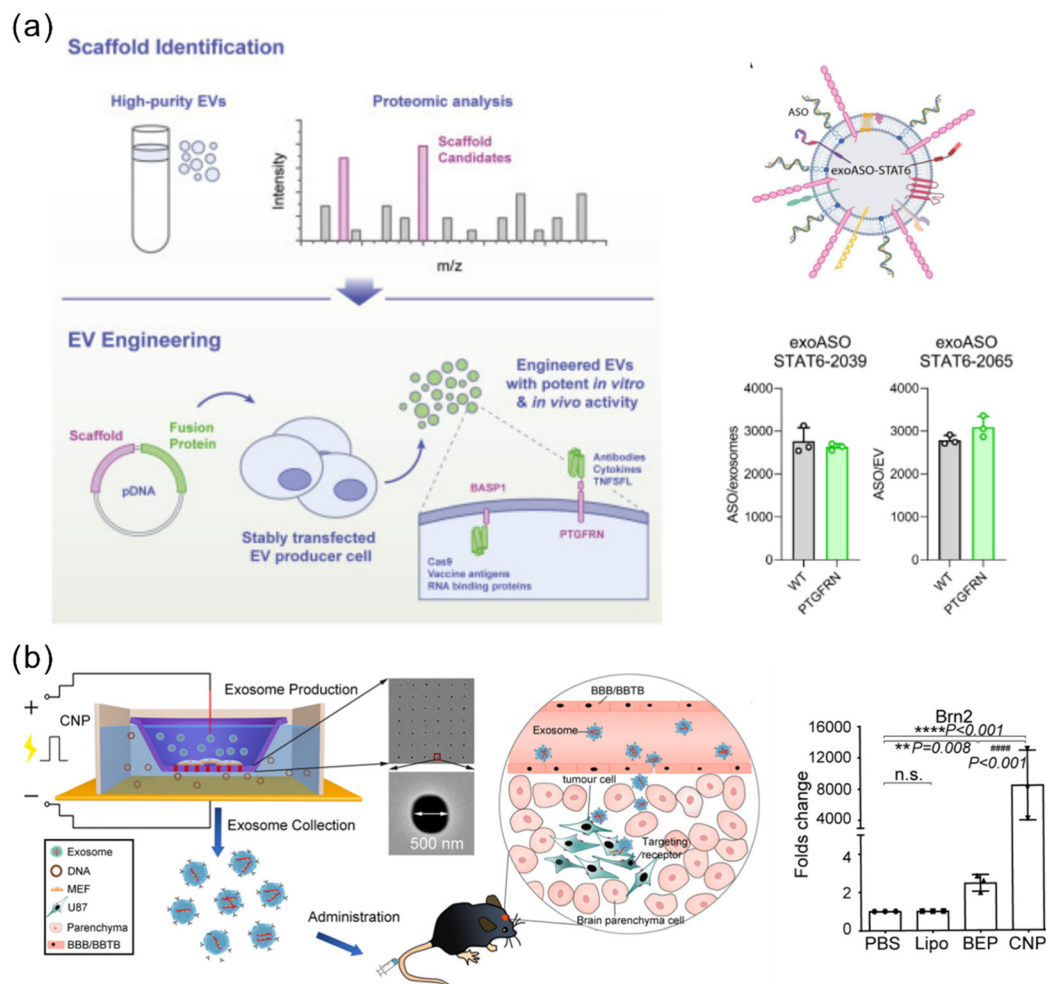 (a)
Scaffold Identification
High-purity EVs
Proteomic analysis
Scaffold
Candidates
Intensity
m/z
EV Engineering
Engineered EVs
with potent in vitro
& in vivo activity
Scaffold
Fusion
Protein
pDNA
Stably transfected
EV producer cell
Antibodies
Cytokines
TNFSFL
BASP1
PTGFRN
Cas9
Vaccine antigens
RNA binding proteins
ASO
exoASO-STAT6
exoASO
STAT6-2039
4000
3000
2000
1000
0
ASO/exosomes
WT
PTGFRN
exoASO
STAT6-2065
4000
3000
2000
1000
0
ASO/EV
WT
PTGFRN
(b)
+
CNP
−
Exosome Production
500 nm
Exosome Collection
Exosome
DNA
MEF
U87
Parenchyma
BBB/BBTB
Administration
BBB/BBTB
Exosome
tumour cell
Targeting
receptor
Brain parenchyma cell
Brn2
****P<0.001
**P=0.008
####
P<0.001
n.s.
Folds change
16000
12000
8000
4000
4
2
0
PBS
Lipo
BEP
CNP